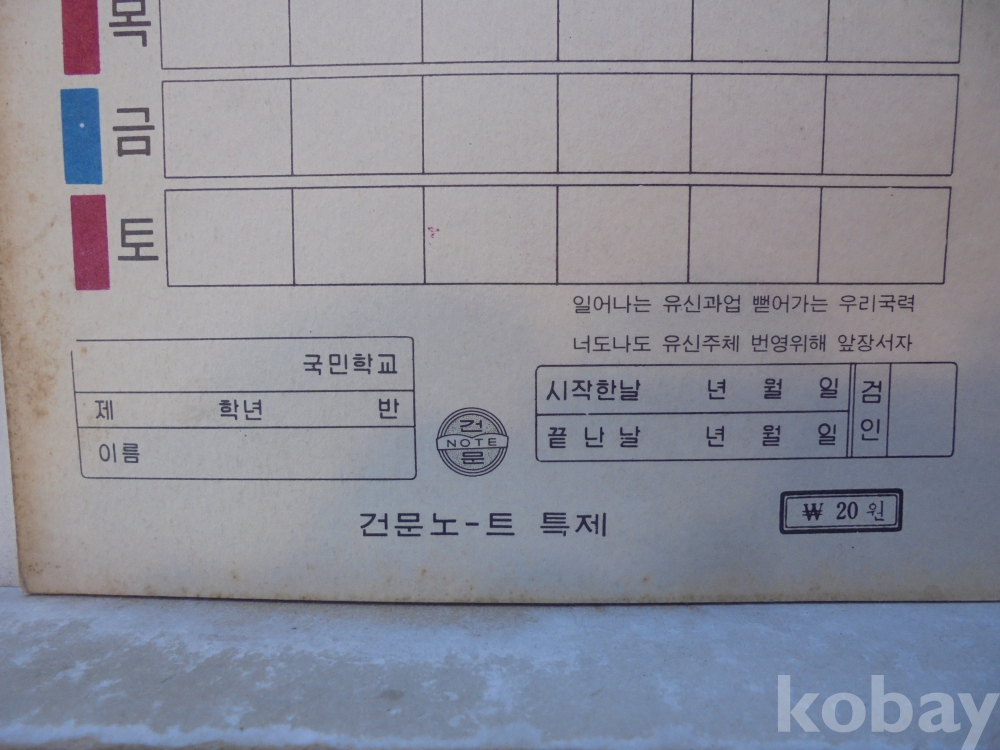 목
금
토
일어나는 유신과업 뻗어가는 우리국력
너도나도 유신주체 번영위해 앞장서자
국민학교
제 학년 반
이름
건문
NOTE
시작한날 년 월 일
끝난날 년 월 일
검인
건문노-트 특제
₩ 20 원
kobay